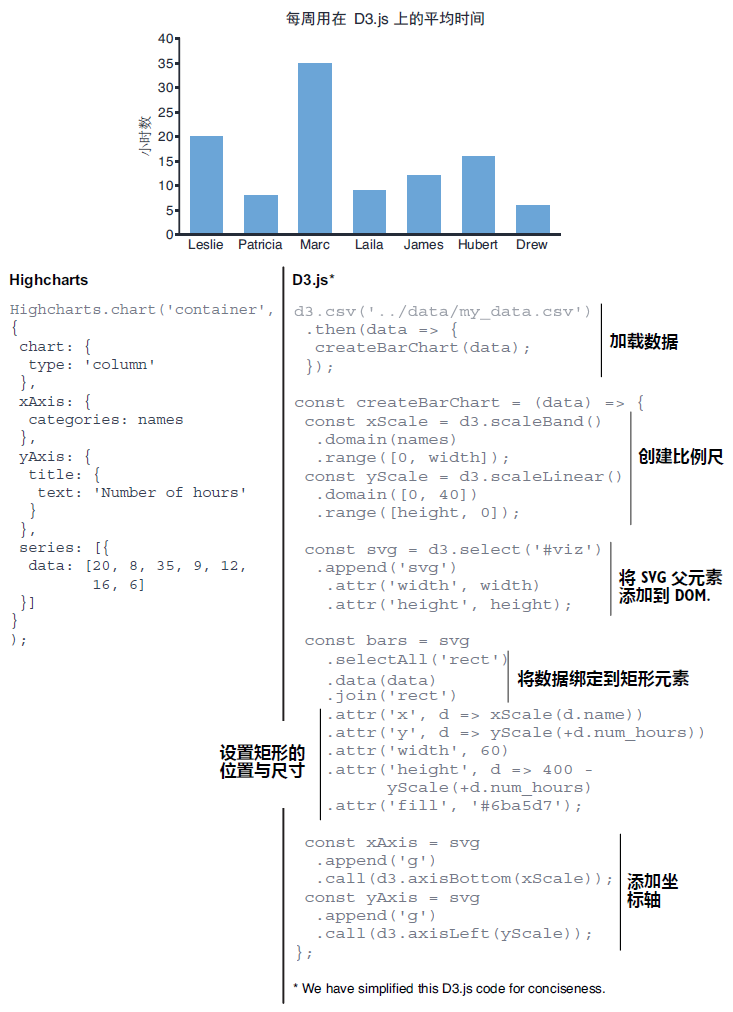 每周用在 D3.js 上的平均时间
小时数
40
35
30
25
20
15
10
5
0
Leslie Patricia Marc Laila James Hubert Drew
Highcharts
Highcharts.chart('container',
{
chart: {
type: 'column'
},
xAxis: {
categories: names
},
yAxis: {
title: {
text: 'Number of hours'
}
},
series: [{
data: [20, 8, 35, 9, 12,
16, 6]
}]
}
);
D3.js*
d3.csv('../data/my_data.csv')
.then(data => {
createBarChart(data);
});
加载数据
const createBarChart = (data) => {
const xScale = d3.scaleBand()
.domain(names)
.range([0, width]);
const yScale = d3.scaleLinear()
.domain([0, 40])
.range([height, 0]);
创建比例尺
const svg = d3.select('#viz')
.append('svg')
.attr('width', width)
.attr('height', height);
将 SVG 父元素
添加到 DOM.
const bars = svg
.selectAll('rect')
.data(data)
.join('rect')
将数据绑定到矩形元素
.attr('x', d => xScale(d.name))
.attr('y', d => yScale(+d.num_hours))
.attr('width', 60)
.attr('height', d => 400 -
yScale(+d.num_hours)
.attr('fill', '#6ba5d7');
设置矩形的
位置与尺寸
const xAxis = svg
.append('g')
.call(d3.axisBottom(xScale));
const yAxis = svg
.append('g')
.call(d3.axisLeft(yScale));
};
添加坐
标轴
* We have simplified this D3.js code for conciseness.